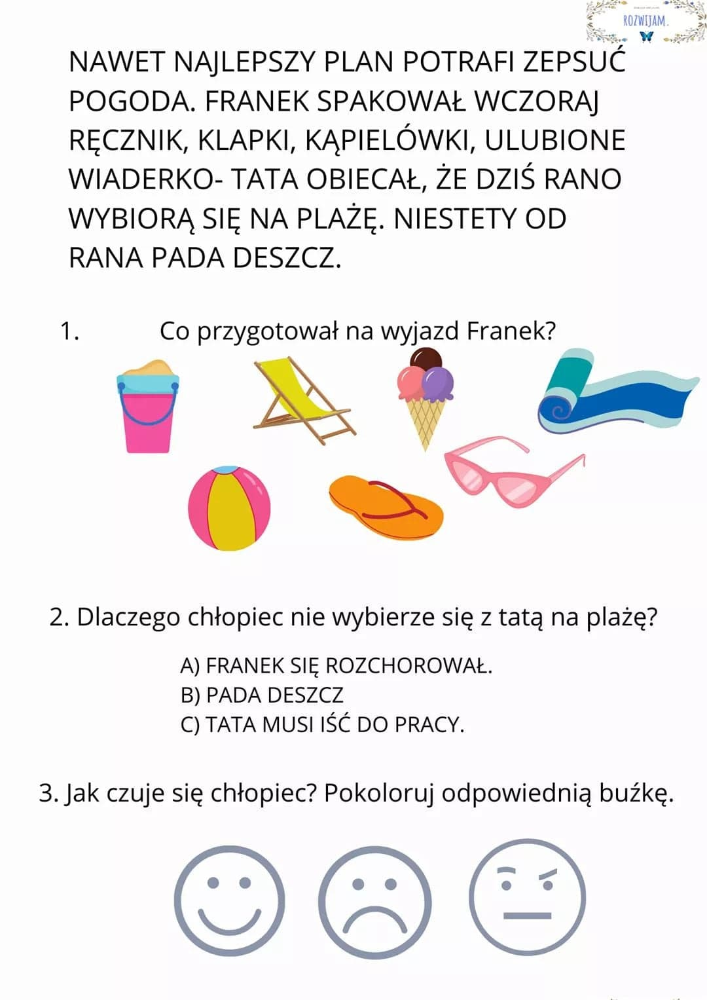 ROZWIJAM.
NAWET NAJLEPSZY PLAN POTRAFI ZEPSUĆ
POGODA. FRANEK SPAKOWAŁ WCZORAJ
RĘCZNIK, KLAPKI, KĄPIELÓWKI, ULUBIONE
WIADERKO- TATA OBIECAŁ, ŻE DZIŚ RANO
WYBIORĄ SIĘ NA PLAŻĘ. NIESTETY OD
RANA PADA DESZCZ.
1. Co przygotował na wyjazd Franek?
2. Dlaczego chłopiec nie wybierze się z tatą na plażę?
A) FRANEK SIĘ ROZCHOROWAŁ.
B) PADA DESZCZ
C) TATA MUSI IŚĆ DO PRACY.
3. Jak czuje się chłopiec? Pokoloruj odpowiednią buźkę.